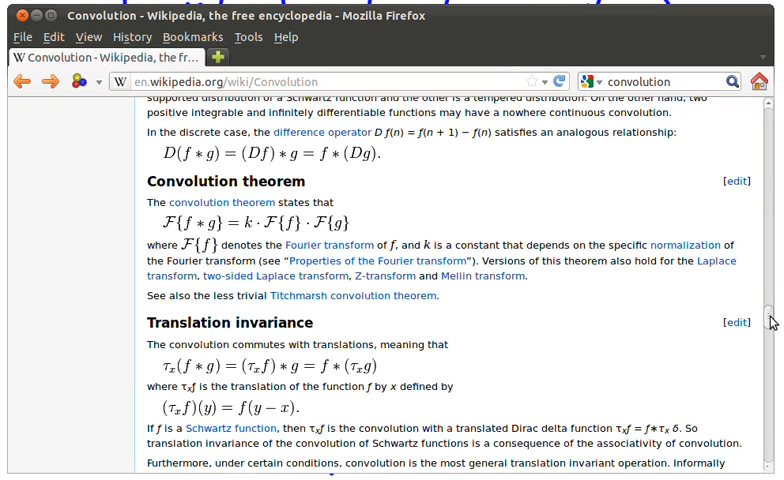 Convolution - Wikipedia, the free encyclopedia - Mozilla Firefox
File Edit View History Bookmarks Tools Help
W Convolution - Wikipedia, the fr...
W en.wikipedia.org/wiki/Convolution convolution
supported distribution of a Schwartz function and the other is a tempered distribution. On the other hand, two
positive integrable and infinitely differentiable functions may have a nowhere continuous convolution.
In the discrete case, the difference operator D f(n) = f(n + 1) − f(n) satisfies an analogous relationship:
D(f ∗ g) = (Df) ∗ g = f ∗ (Dg).
Convolution theorem [edit]
The convolution theorem states that
ℱ{f ∗ g} = k · ℱ{f} · ℱ{g}
where ℱ{f} denotes the Fourier transform of f, and k is a constant that depends on the specific normalization of
the Fourier transform (see “Properties of the Fourier transform”). Versions of this theorem also hold for the Laplace
transform, two-sided Laplace transform, Z-transform and Mellin transform.
See also the less trivial Titchmarsh convolution theorem.
Translation invariance [edit]
The convolution commutes with translations, meaning that
τₓ(f ∗ g) = (τₓf) ∗ g = f ∗ (τₓg)
where τₓf is the translation of the function f by x defined by
(τₓf)(y) = f(y − x).
If f is a Schwartz function, then τₓf is the convolution with a translated Dirac delta function τₓf = f∗τₓ δ. So
translation invariance of the convolution of Schwartz functions is a consequence of the associativity of convolution.
Furthermore, under certain conditions, convolution is the most general translation invariant operation. Informally